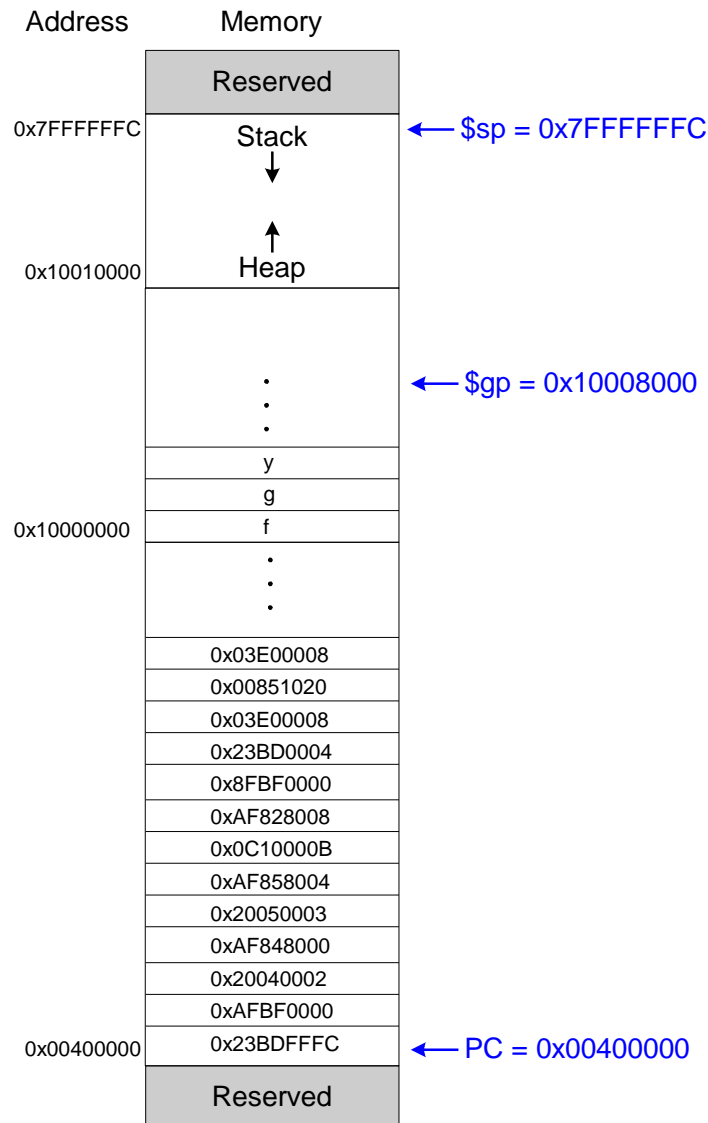 Address Memory
Reserved
0x7FFFFFFC Stack $sp = 0x7FFFFFFC
0x10010000 Heap
$gp = 0x10008000
y
g
0x10000000 f
0x03E00008
0x00851020
0x03E00008
0x23BD0004
0x8FBF0000
0xAF828008
0x0C10000B
0xAF858004
0x20050003
0xAF848000
0x20040002
0xAFBF0000
0x00400000 0x23BDFFFC PC = 0x00400000
Reserved